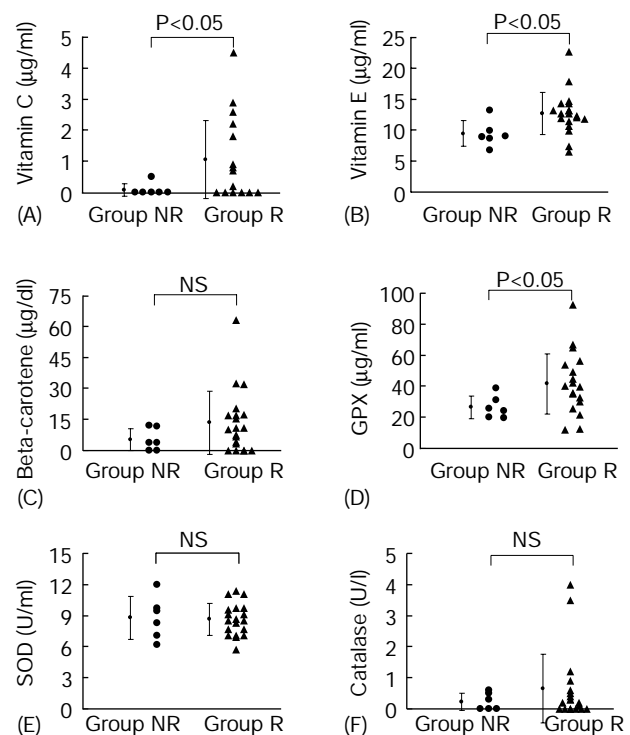 P<0.05
5
4
3
2
1
0
Vitamin C (μg/ml)
Group NR Group R
(A)
P<0.05
25
20
15
10
5
0
Vitamin E (μg/ml)
Group NR Group R
(B)
NS
75
60
45
30
15
0
Beta-carotene (μg/dl)
Group NR Group R
(C)
P<0.05
100
80
60
40
20
0
GPX (μg/ml)
Group NR Group R
(D)
NS
15
12
9
6
3
0
SOD (U/ml)
Group NR Group R
(E)
NS
5
4
3
2
1
0
Catalase (U/l)
Group NR Group R
(F)